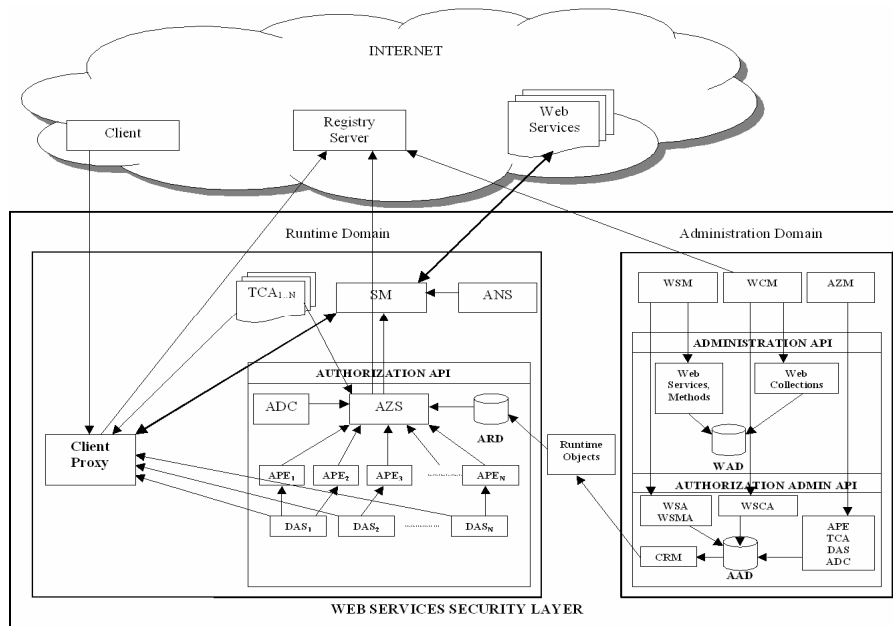 INTERNET
Client
Registry
Server
Web
Services
Runtime Domain
Administration Domain
TCA1..N
SM
ANS
WSM
WCM
AZM
AUTHORIZATION API
ADMINISTRATION API
ADC
AZS
ARD
Web
Services,
Methods
Web
Collections
Client
Proxy
Runtime
Objects
WAD
APE1
APE2
APE3
..............
APEN
AUTHORIZATION ADMIN API
DAS1
DAS2
..............
DASN
WSA
WSMA
WSCA
APE
TCA
DAS
ADC
CRM
AAD
WEB SERVICES SECURITY LAYER